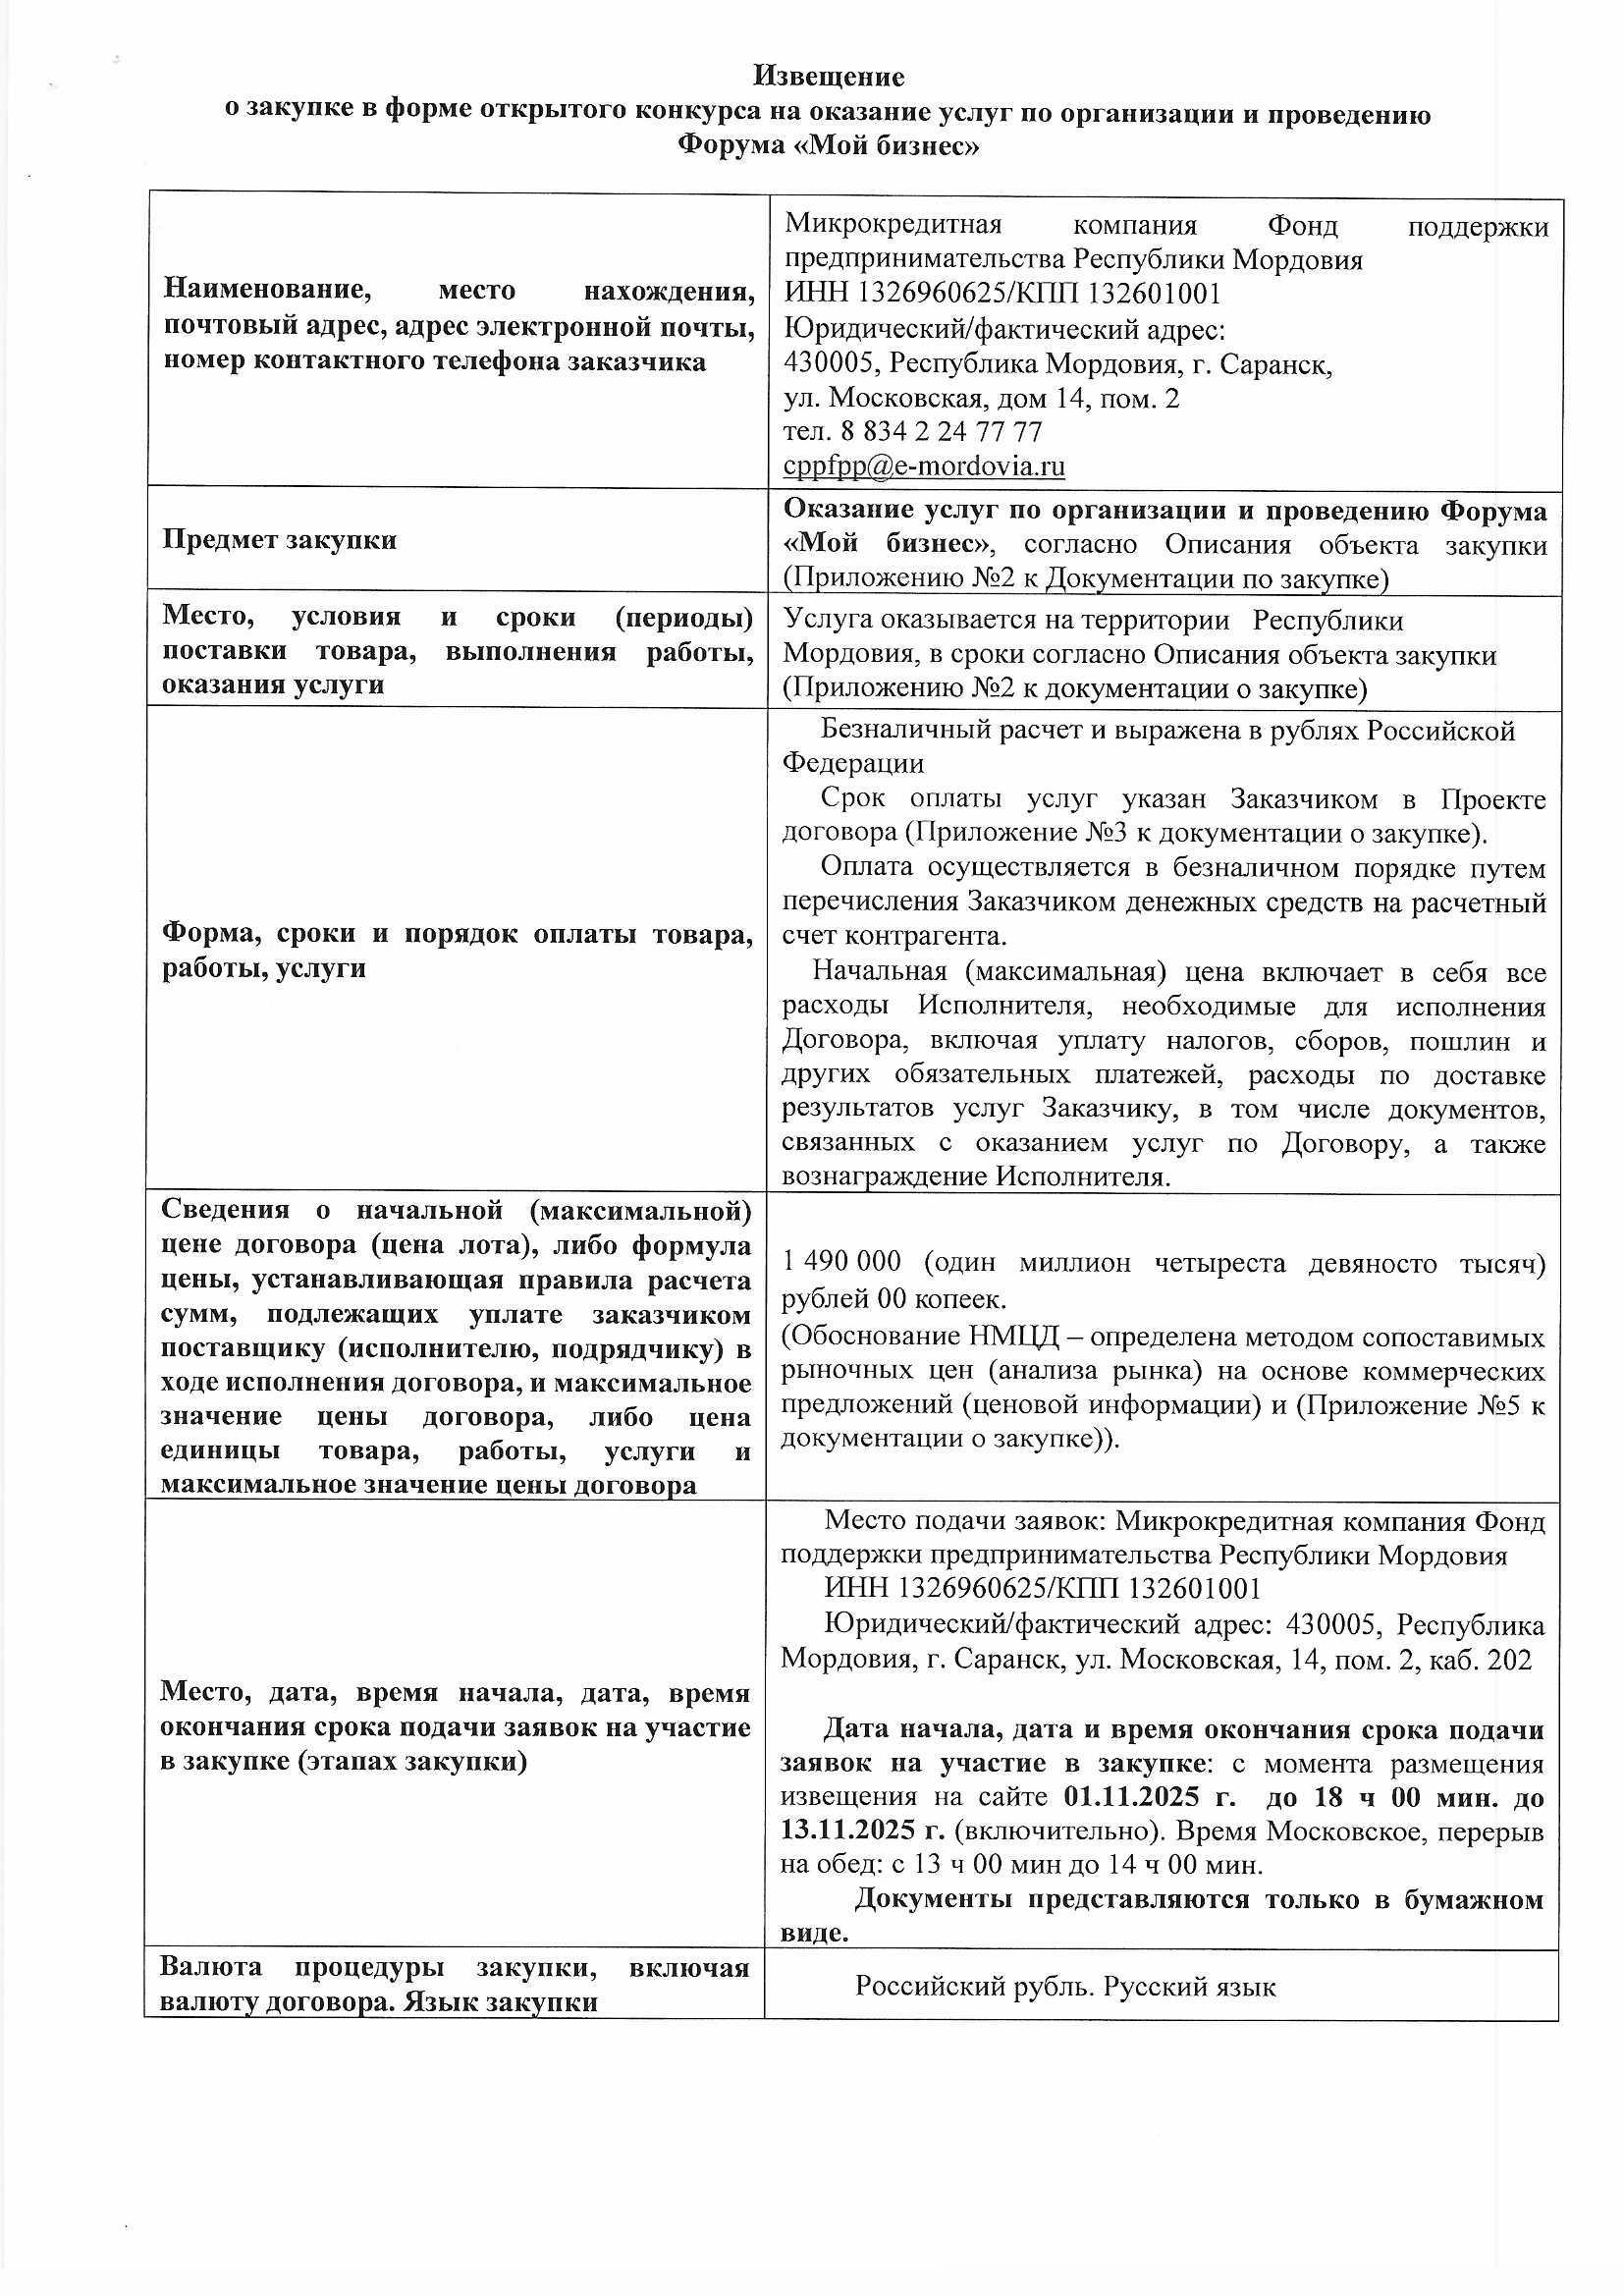 Извещение
о закупке в форме открытого конкурса на оказание услуг по организации и проведению
Форума «Мой бизнес»
Наименование, место нахождения,
почтовый адрес, адрес электронной почты,
номер контактного телефона заказчика
Микрокредитная компания Фонд поддержки
предпринимательства Республики Мордовия
ИНН 1326960625/КПП 132601001
Юридический/фактический адрес:
430005, Республика Мордовия, г. Саранск,
ул. Московская, дом 14, пом. 2
тел. 8 834 2 24 77 77
cppfpp@e-mordovia.ru
Предмет закупки
Оказание услуг по организации и проведению Форума
«Мой бизнес», согласно Описания объекта закупки
(Приложению №2 к Документации по закупке)
Место, условия и сроки (периоды)
поставки товара, выполнения работы,
оказания услуги
Услуга оказывается на территории Республики
Мордовия, в сроки согласно Описания объекта закупки
(Приложению №2 к документации о закупке)
Форма, сроки и порядок оплаты товара,
работы, услуги
Безналичный расчет и выражена в рублях Российской
Федерации
Срок оплаты услуг указан Заказчиком в Проекте
договора (Приложение №3 к документации о закупке).
Оплата осуществляется в безналичном порядке путем
перечисления Заказчиком денежных средств на расчетный
счет контрагента.
Начальная (максимальная) цена включает в себя все
расходы Исполнителя, необходимые для исполнения
Договора, включая уплату налогов, сборов, пошлин и
других обязательных платежей, расходы по доставке
результатов услуг Заказчику, в том числе документов,
связанных с оказанием услуг по Договору, а также
вознаграждение Исполнителя.
Сведения о начальной (максимальной)
цене договора (цена лота), либо формула
цены, устанавливающая правила расчета
сумм, подлежащих уплате заказчиком
поставщику (исполнителю, подрядчику) в
ходе исполнения договора, и максимальное
значение цены договора, либо цена
единицы товара, работы, услуги и
максимальное значение цены договора
1 490 000 (один миллион четыреста девяносто тысяч)
рублей 00 копеек.
(Обоснование НМЦД – определена методом сопоставимых
рыночных цен (анализа рынка) на основе коммерческих
предложений (ценовой информации) и (Приложение №5 к
документации о закупке)).
Место, дата, время начала, дата, время
окончания срока подачи заявок на участие
в закупке (этапах закупки)
Место подачи заявок: Микрокредитная компания Фонд
поддержки предпринимательства Республики Мордовия
ИНН 1326960625/КПП 132601001
Юридический/фактический адрес: 430005, Республика
Мордовия, г. Саранск, ул. Московская, 14, пом. 2, каб. 202
Дата начала, дата и время окончания срока подачи
заявок на участие в закупке: с момента размещения
извещения на сайте 01.11.2025 г. до 18 ч 00 мин. до
13.11.2025 г. (включительно). Время Московское, перерыв
на обед: с 13 ч 00 мин до 14 ч 00 мин.
Документы представляются только в бумажном
виде.
Валюта процедуры закупки, включая
валюту договора. Язык закупки
Российский рубль. Русский язык